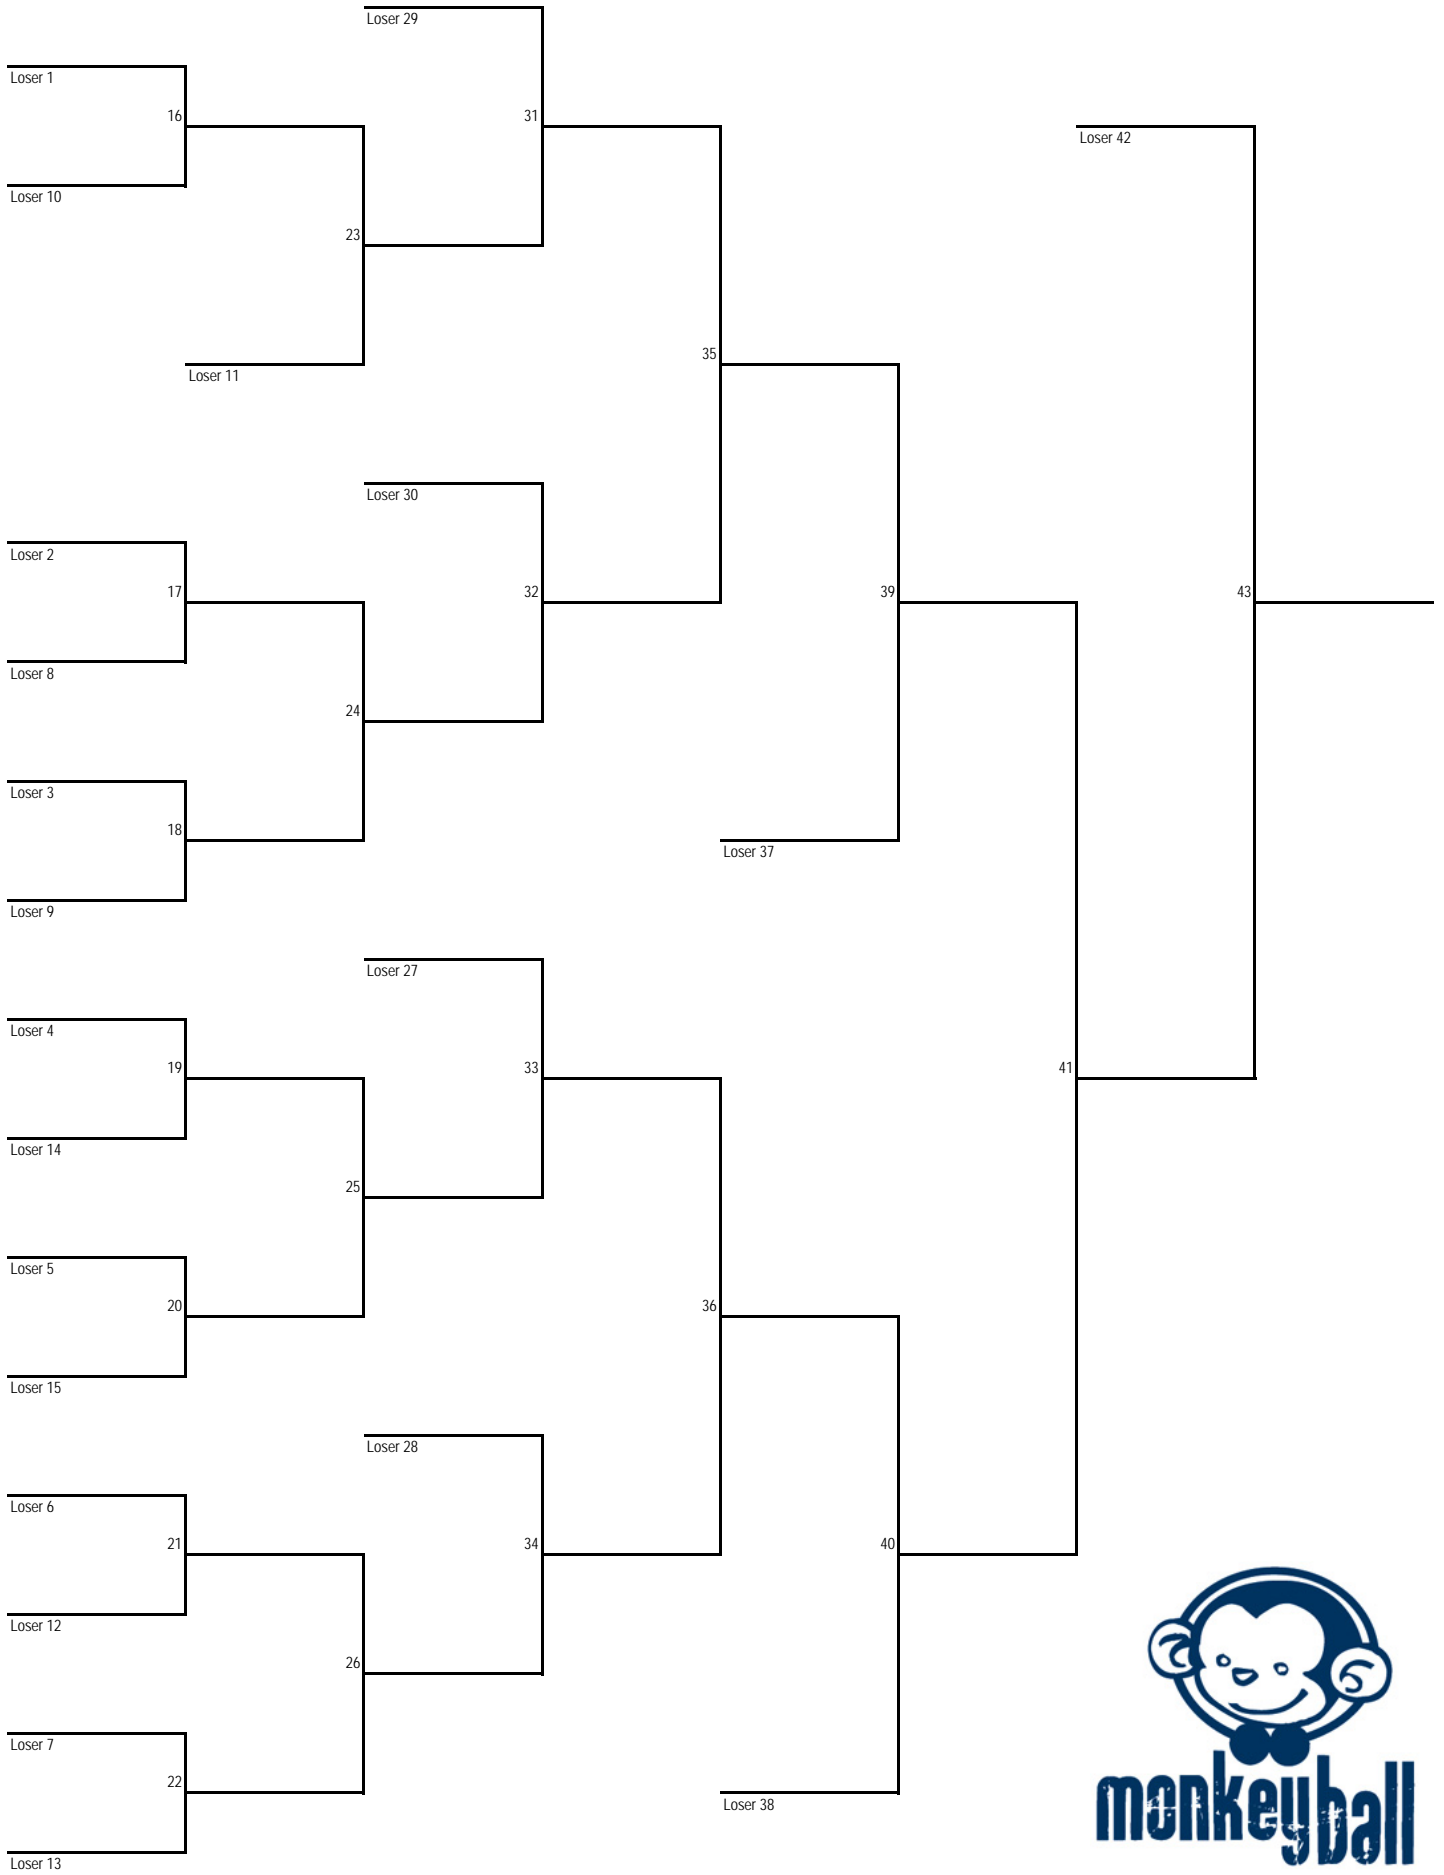 Loser 29
Loser 1
16
31
Loser 42
Loser 10
23
35
Loser 11
Loser 30
Loser 2
17
32
39
43
Loser 8
24
Loser 3
18
Loser 37
Loser 9
Loser 27
Loser 4
19
33
41
Loser 14
25
Loser 5
20
36
Loser 15
Loser 28
Loser 6
21
34
40
Loser 12
26
Loser 7
22
Loser 38
monkeyball
Loser 13